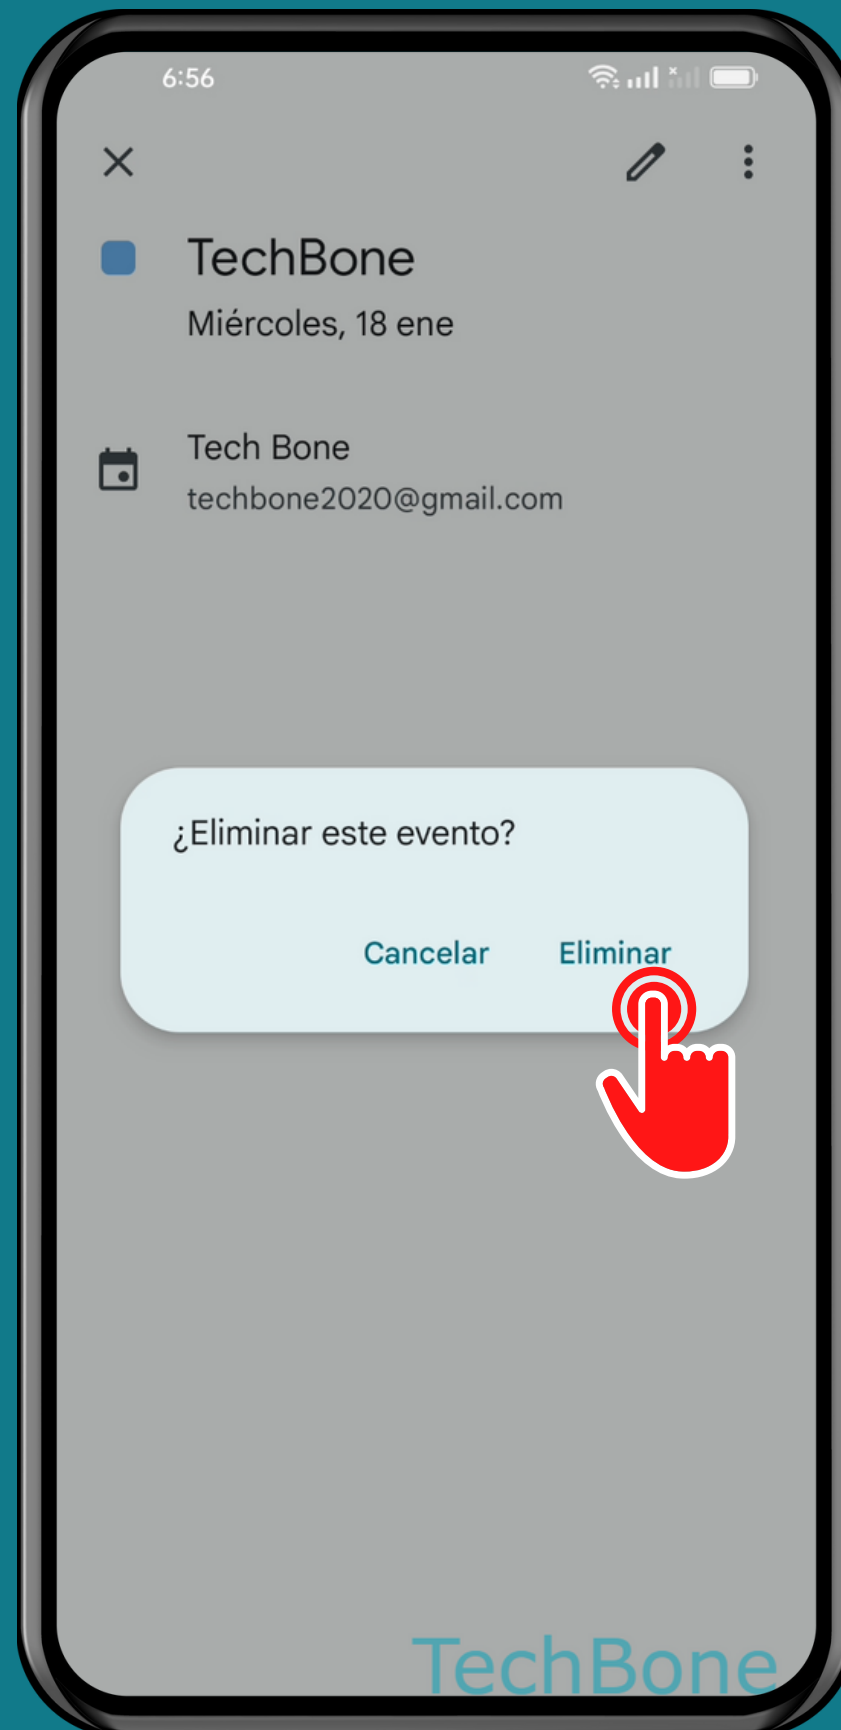 6:56
TechBone
Miércoles, 18 ene
Tech Bone
techbone2020@gmail.com
¿Eliminar este evento?
Cancelar Eliminar
TechBone